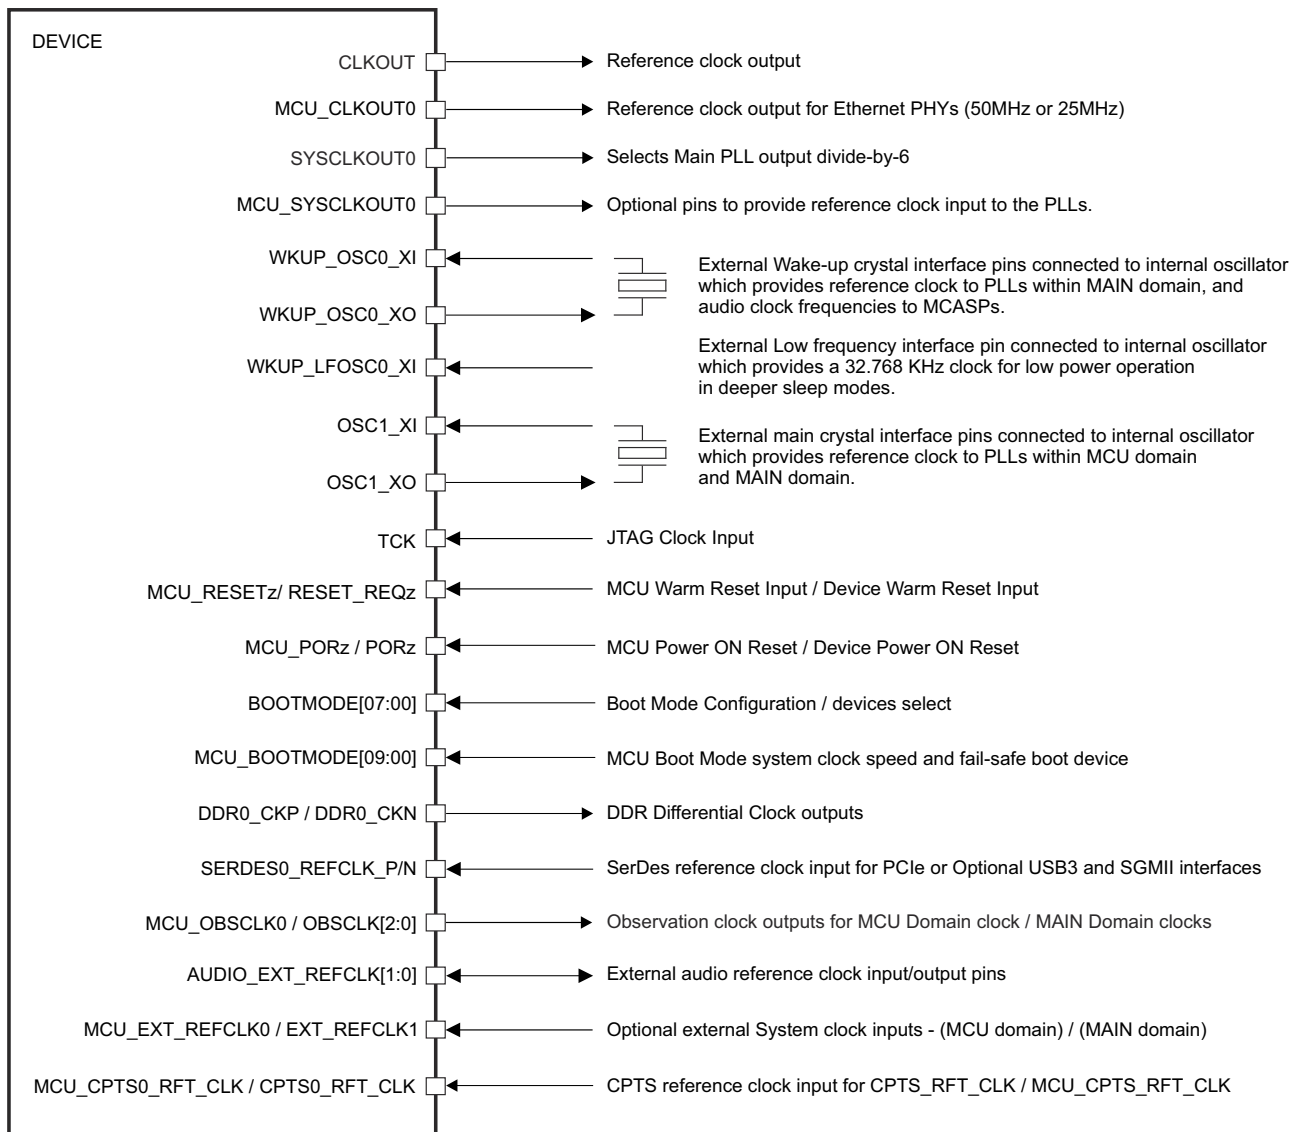 DEVICE
CLKOUT Reference clock output
MCU_CLKOUT0 Reference clock output for Ethernet PHYs (50MHz or 25MHz)
SYSCLKOUT0 Selects Main PLL output divide-by-6
MCU_SYSCLKOUT0 Optional pins to provide reference clock input to the PLLs.
WKUP_OSC0_XI
External Wake-up crystal interface pins connected to internal oscillator
which provides reference clock to PLLs within MAIN domain, and
audio clock frequencies to MCASPs.
WKUP_OSC0_XO
External Low frequency interface pin connected to internal oscillator
WKUP_LFOSC0_XI which provides a 32.768 KHz clock for low power operation
in deeper sleep modes.
OSC1_XI
External main crystal interface pins connected to internal oscillator
which provides reference clock to PLLs within MCU domain
and MAIN domain.
OSC1_XO
TCK JTAG Clock Input
MCU_RESETz/ RESET_REQz MCU Warm Reset Input / Device Warm Reset Input
MCU_PORz / PORz MCU Power ON Reset / Device Power ON Reset
BOOTMODE[07:00] Boot Mode Configuration / devices select
MCU_BOOTMODE[09:00] MCU Boot Mode system clock speed and fail-safe boot device
DDR0_CKP / DDR0_CKN DDR Differential Clock outputs
SERDES0_REFCLK_P/N SerDes reference clock input for PCIe or Optional USB3 and SGMII interfaces
MCU_OBSCLK0 / OBSCLK[2:0] Observation clock outputs for MCU Domain clock / MAIN Domain clocks
AUDIO_EXT_REFCLK[1:0] External audio reference clock input/output pins
MCU_EXT_REFCLK0 / EXT_REFCLK1 Optional external System clock inputs - (MCU domain) / (MAIN domain)
MCU_CPTS0_RFT_CLK / CPTS0_RFT_CLK CPTS reference clock input for CPTS_RFT_CLK / MCU_CPTS_RFT_CLK